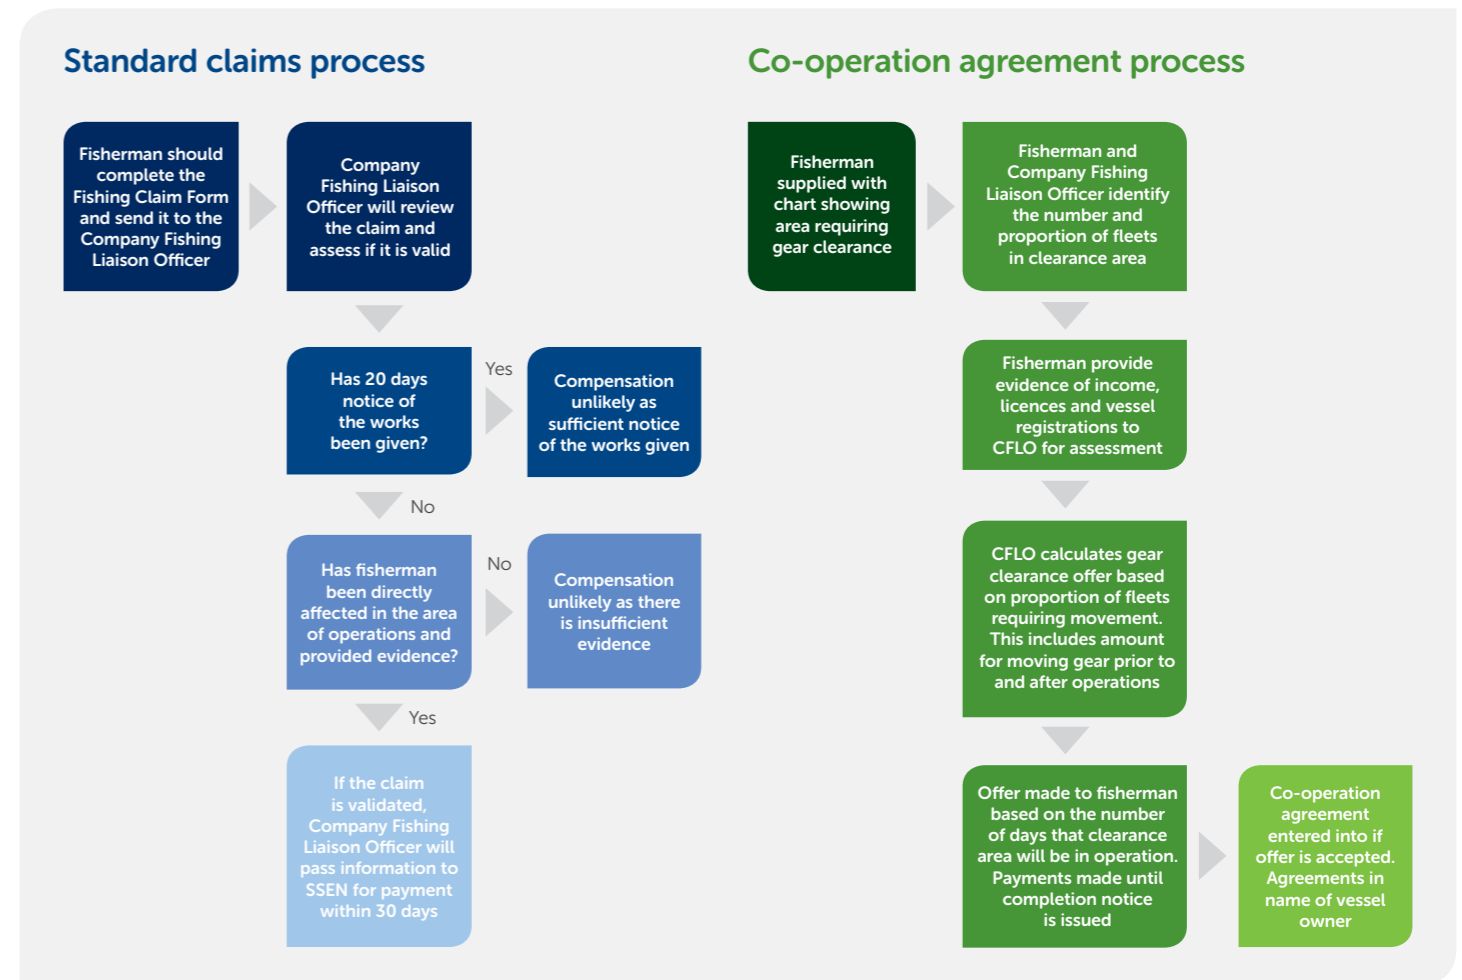 Standard claims process
Fisherman should
complete the
Fishing Claim Form
and send it to the
Company Fishing
Liaison Officer
Company
Fishing Liaison
Officer will review
the claim and
assess if it is valid
Has 20 days
notice of
the works
been given?
Yes
Compensation
unlikely as
sufficient notice
of the works given
No
Has fisherman
been directly
affected in the area
of operations and
provided evidence?
No
Compensation
unlikely as there
is insufficient
evidence
Yes
If the claim
is validated,
Company Fishing
Liaison Officer will
pass information to
SSEN for payment
within 30 days
Co-operation agreement process
Fisherman
supplied with
chart showing
area requiring
gear clearance
Fisherman and
Company Fishing
Liaison Officer identify
the number and
proportion of fleets
in clearance area
Fisherman provide
evidence of income,
licences and vessel
registrations to
CFLO for assessment
CFLO calculates gear
clearance offer based
on proportion of fleets
requiring movement.
This includes amount
for moving gear prior to
and after operations
Offer made to fisherman
based on the number
of days that clearance
area will be in operation.
Payments made until
completion notice
is issued
Co-operation
agreement
entered into if
offer is accepted.
Agreements in
name of vessel
owner